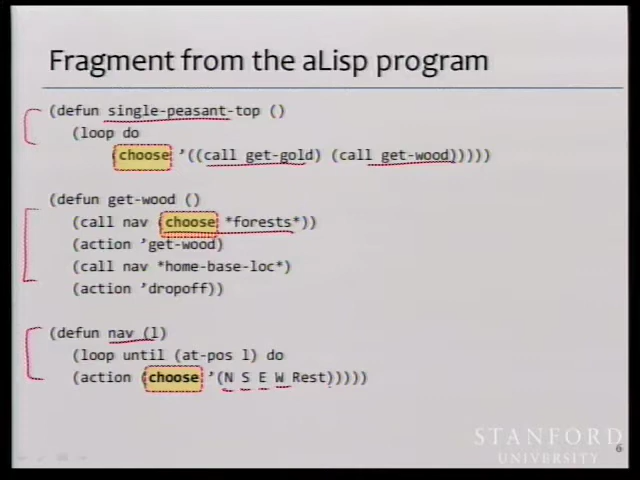 Fragment from the aLisp program
(defun single-peasant-top ()
(loop do
(choose '((call get-gold) (call get-wood)))))
(defun get-wood ()
(call nav (choose *forests*))
(action 'get-wood)
(call nav *home-base-loc*)
(action 'dropoff))
(defun nav (l)
(loop until (at-pos l) do
(action (choose '(N S E W Rest)))))
STANFORD
UNIVERSITY
6